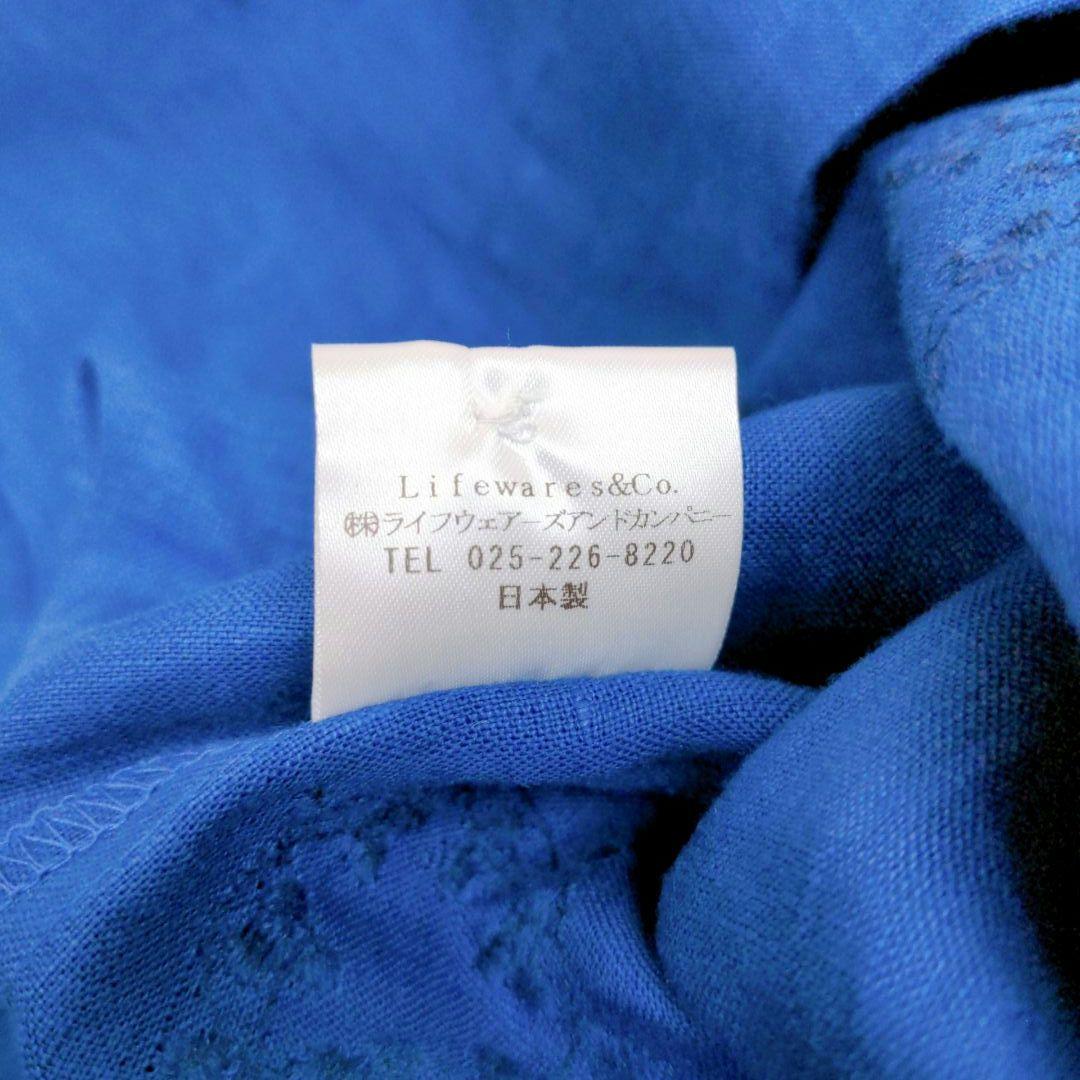 Lifewares&Co.
㈱ライフウェアーズアンドカンパニー
TEL 025-226-8220
日本製